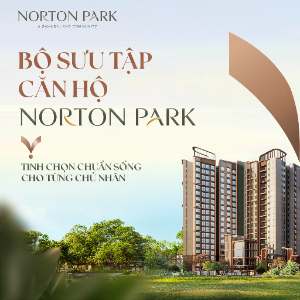 NORTON PARK
BỘ SƯU TẬP
CĂN HỘ
NORTON PARK
TINH CHỌN CHUẨN SỐNG
CHO TỪNG CHỦ NHÂN